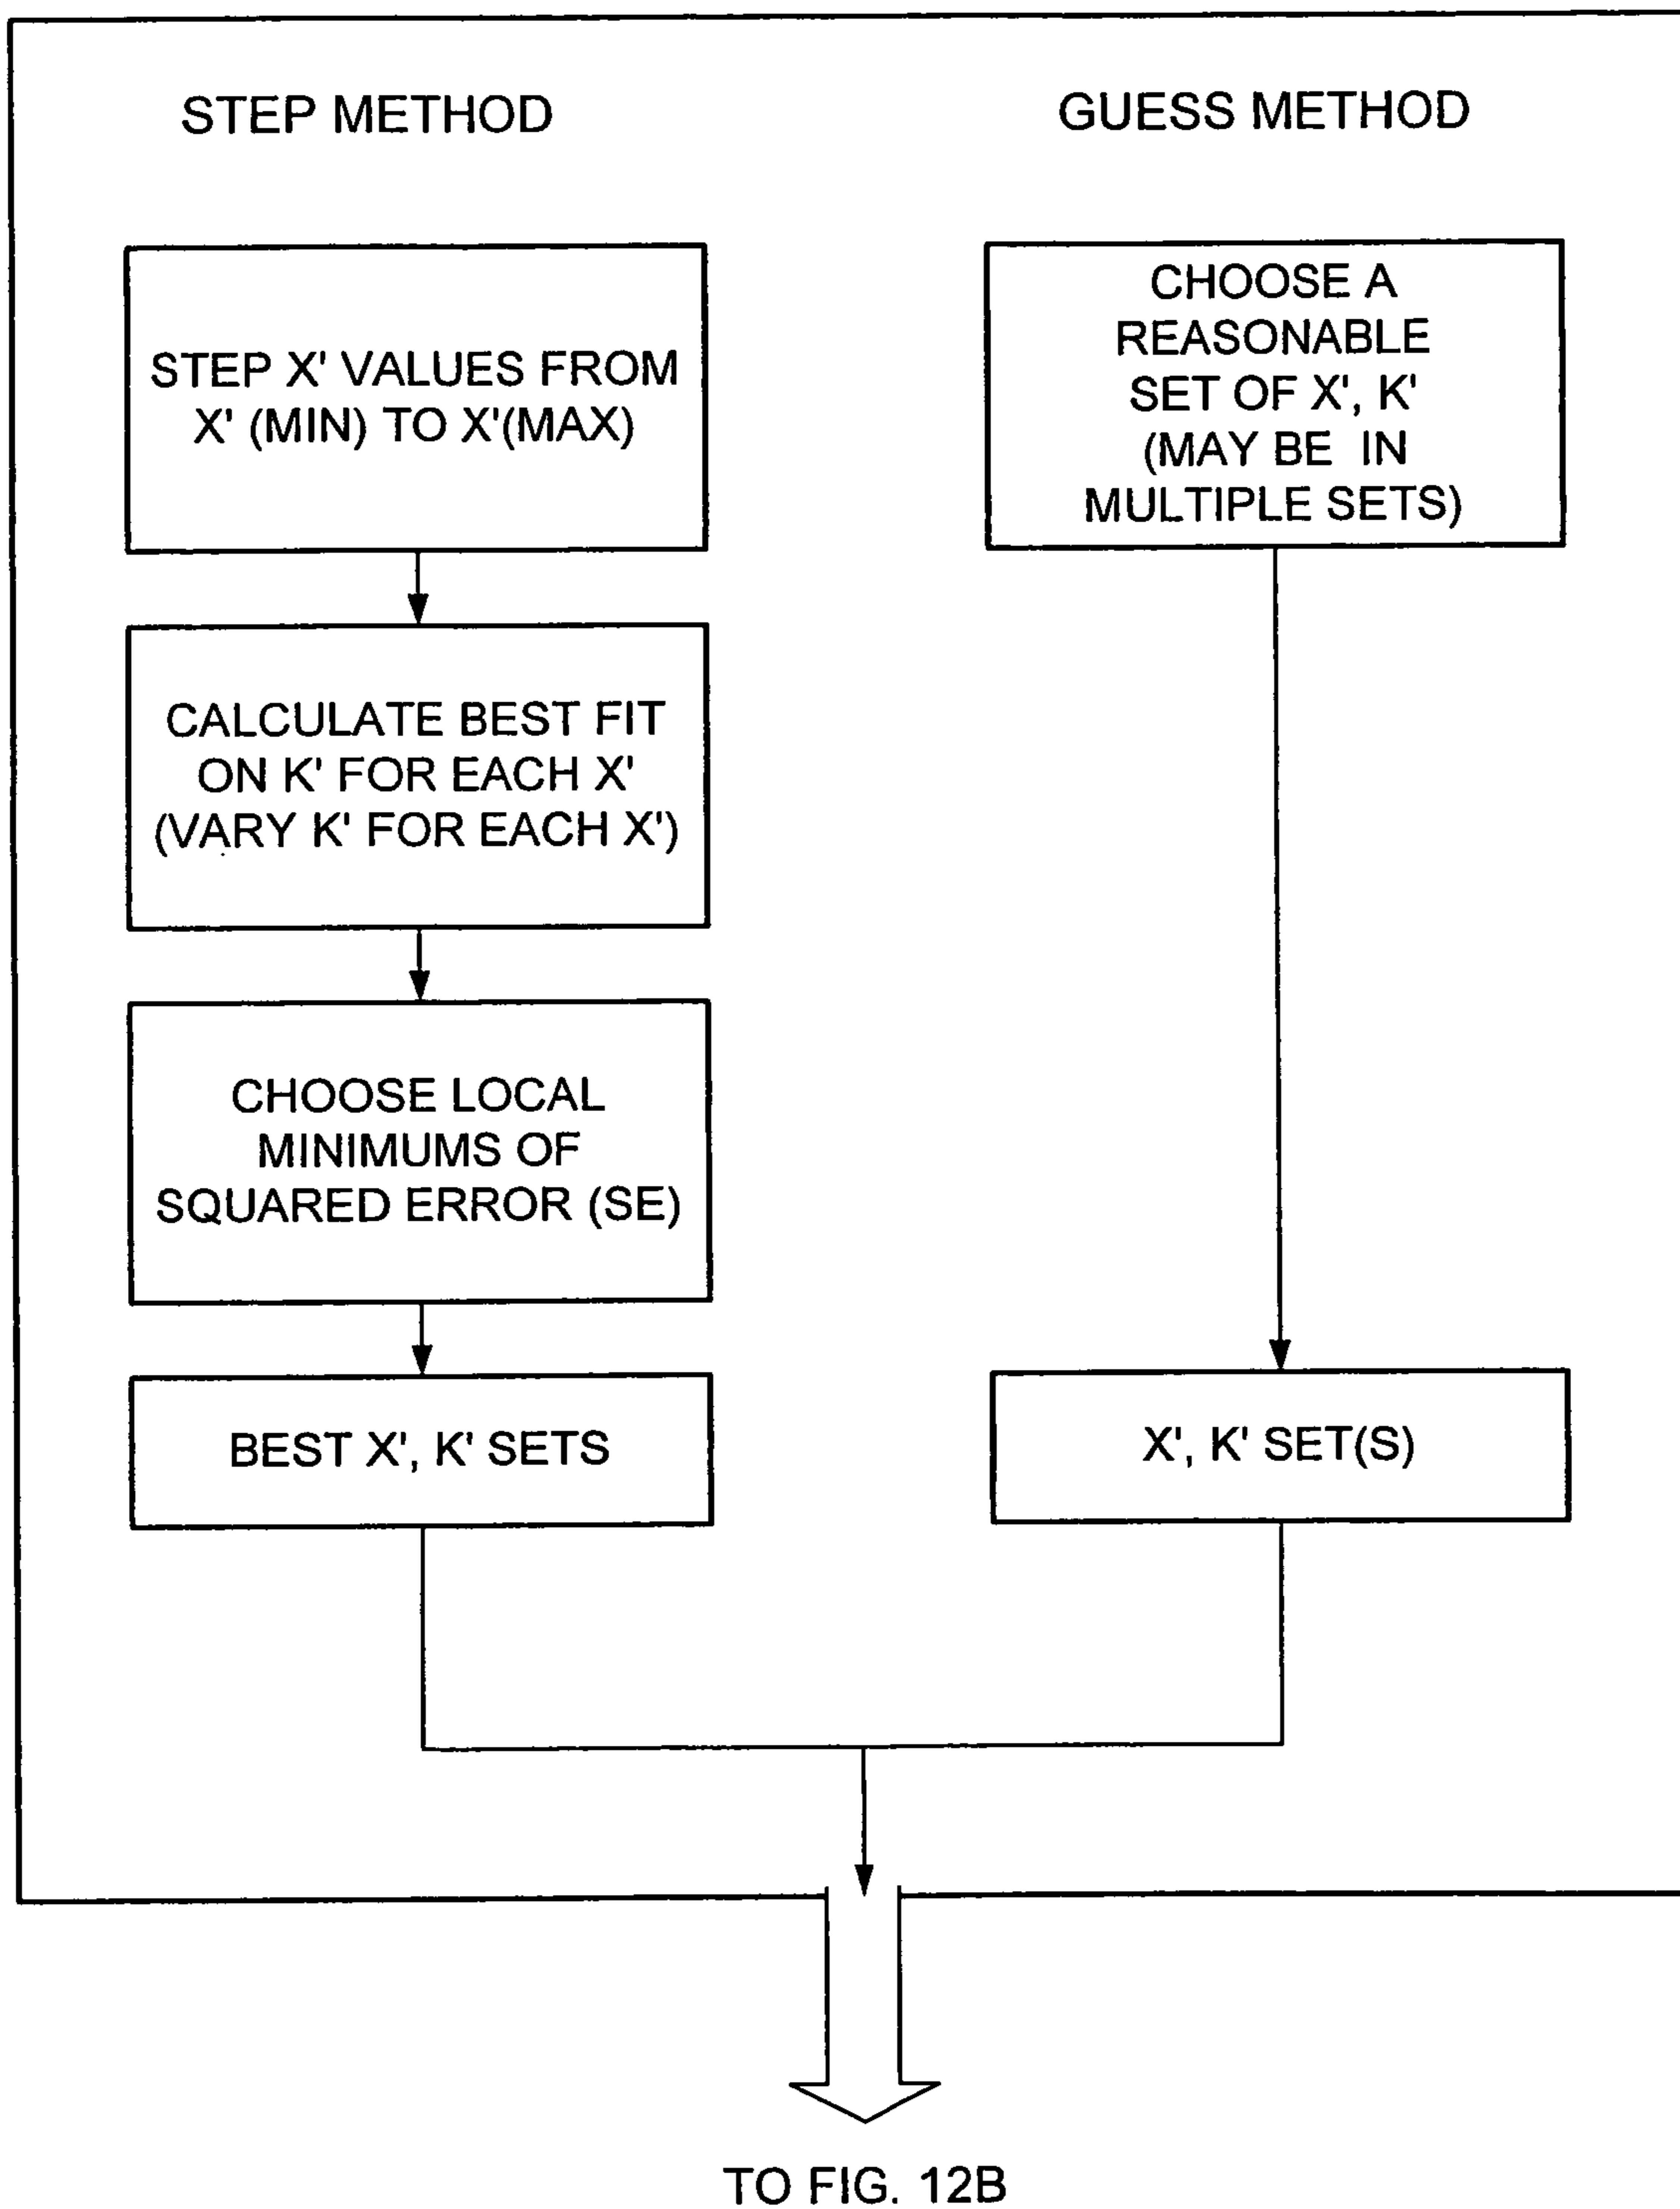 STEP METHOD
STEP X' VALUES FROM
X' (MIN) TO X'(MAX)
CALCULATE BEST FIT
ON K' FOR EACH X'
(VARY K' FOR EACH X')
CHOOSE LOCAL
MINIMUMS OF
SQUARED ERROR (SE)
BEST X', K' SETS
GUESS METHOD
CHOOSE A
REASONABLE
SET OF X', K'
(MAY BE IN
MULTIPLE SETS)
X', K' SET(S)
TO FIG. 12B